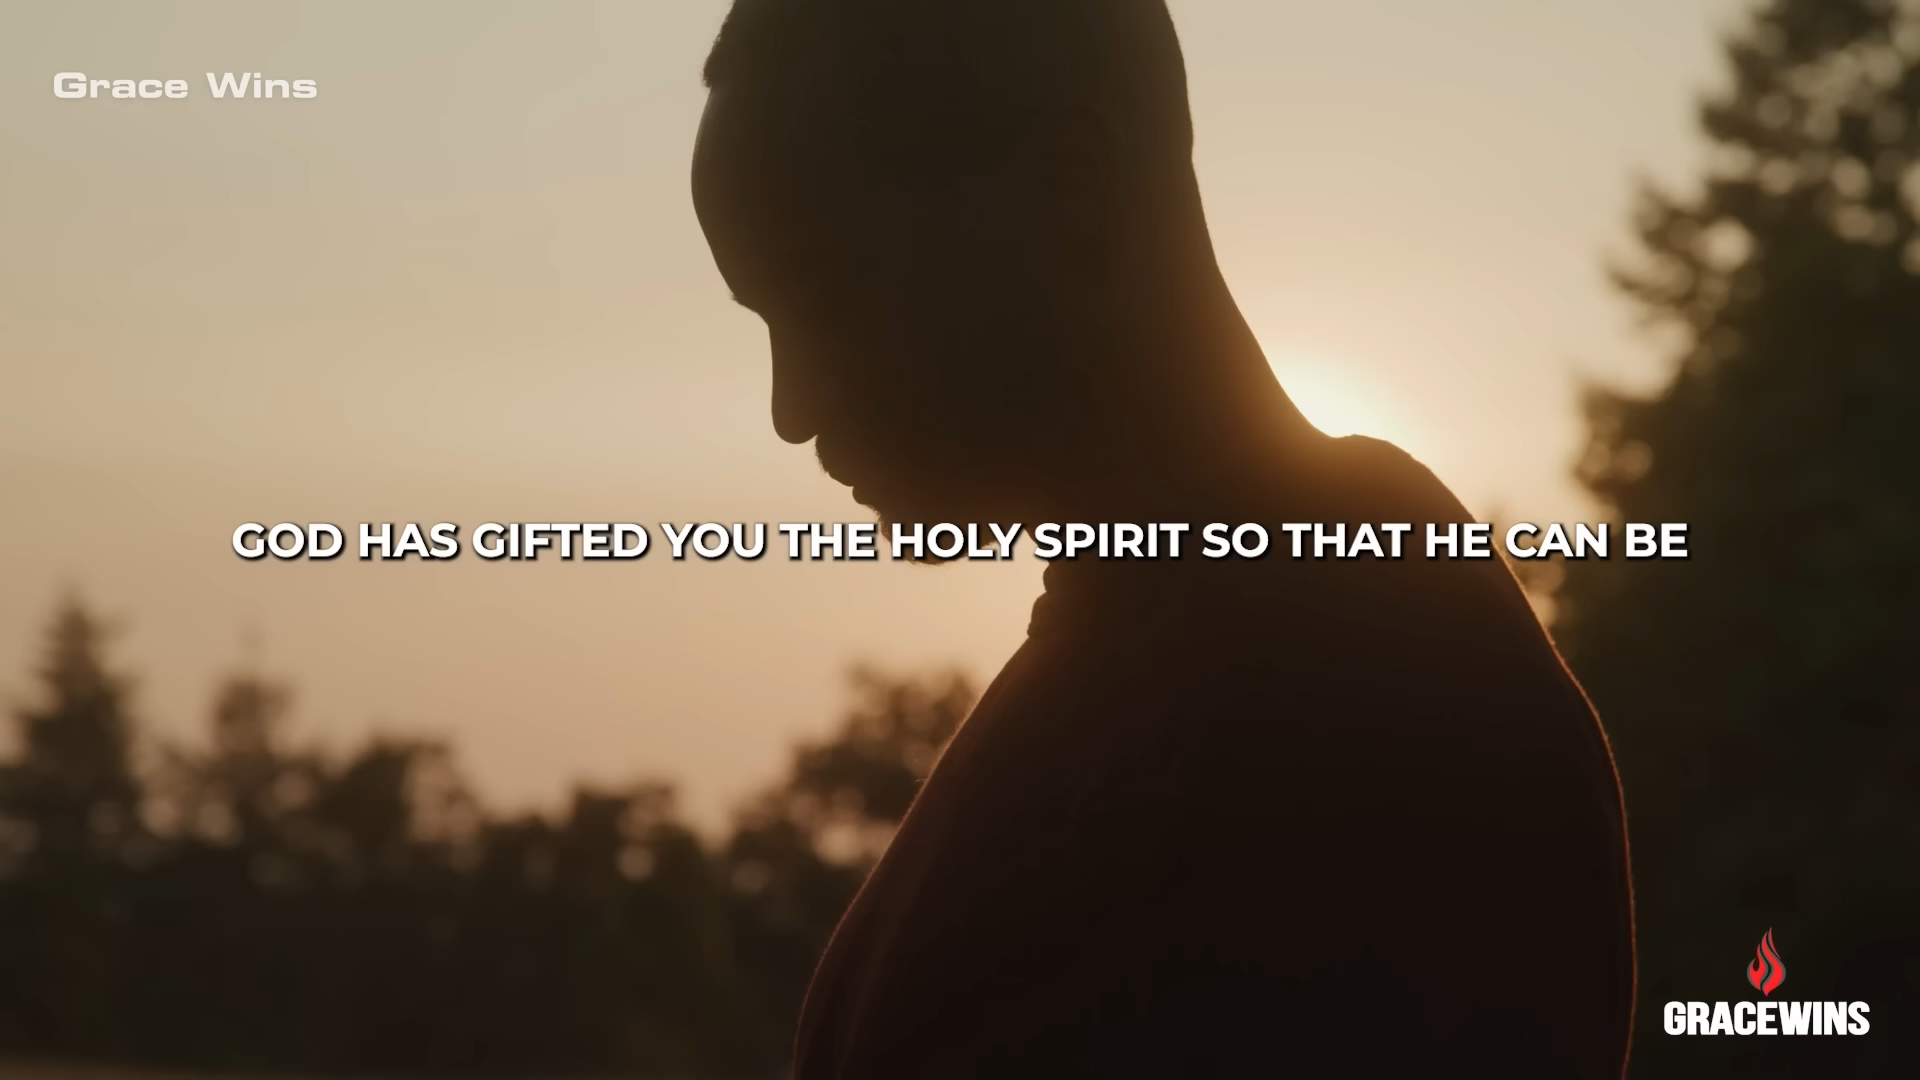 Grace Wins
GOD HAS GIFTED YOU THE HOLY SPIRIT SO THAT HE CAN BE
GRACEWINS